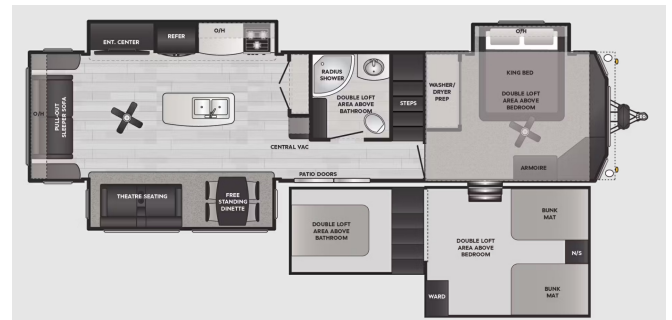 ENT. CENTER
REFER
O/H
O/H
PULL-OUT
SLEEPER SOFA
RADIUS
SHOWER
DOUBLE LOFT
AREA ABOVE
BATHROOM
STEPS
WASHER/
DRYER
PREP
O/H
KING BED
DOUBLE LOFT
AREA ABOVE
BEDROOM
ARMOIRE
CENTRAL VAC
PATIO DOORS
THEATRE SEATING
FREE
STANDING
DINETTE
DOUBLE LOFT
AREA ABOVE
BATHROOM
DOUBLE LOFT
AREA ABOVE
BEDROOM
BUNK
MAT
N/S
BUNK
MAT
WARD